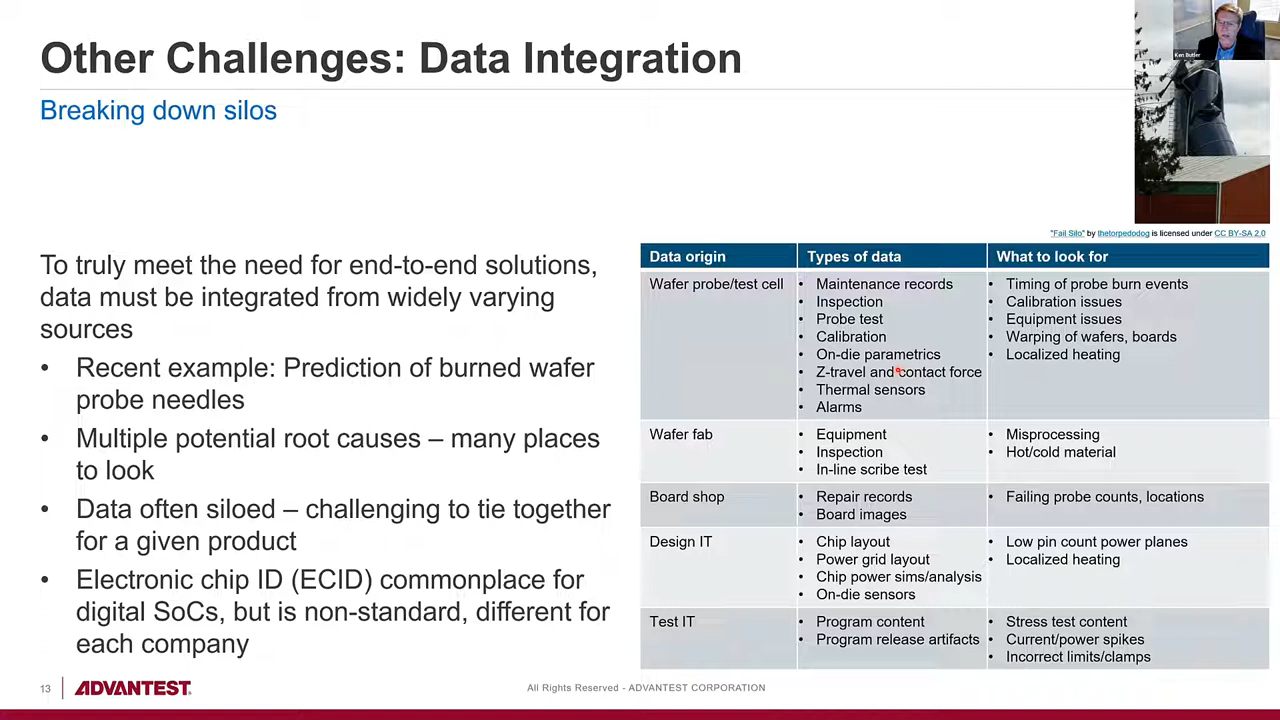 Other Challenges: Data Integration
Breaking down silos
Ken Butler
"Fail Silo" by thetorpedodog is licensed under CC BY-SA 2.0
To truly meet the need for end-to-end solutions,
data must be integrated from widely varying
sources
• Recent example: Prediction of burned wafer
probe needles
• Multiple potential root causes – many places
to look
• Data often siloed – challenging to tie together
for a given product
• Electronic chip ID (ECID) commonplace for
digital SoCs, but is non-standard, different for
each company
Data origin Types of data What to look for
Wafer probe/test cell • Maintenance records • Timing of probe burn events
• Inspection • Calibration issues
• Probe test • Equipment issues
• Calibration • Warping of wafers, boards
• On-die parametrics • Localized heating
• Z-travel and contact force
• Thermal sensors
• Alarms
Wafer fab • Equipment • Misprocessing
• Inspection • Hot/cold material
• In-line scribe test
Board shop • Repair records • Failing probe counts, locations
• Board images
Design IT • Chip layout • Low pin count power planes
• Power grid layout • Localized heating
• Chip power sims/analysis
• On-die sensors
Test IT • Program content • Stress test content
• Program release artifacts • Current/power spikes
• Incorrect limits/clamps
13 ADVANTEST. All Rights Reserved - ADVANTEST CORPORATION